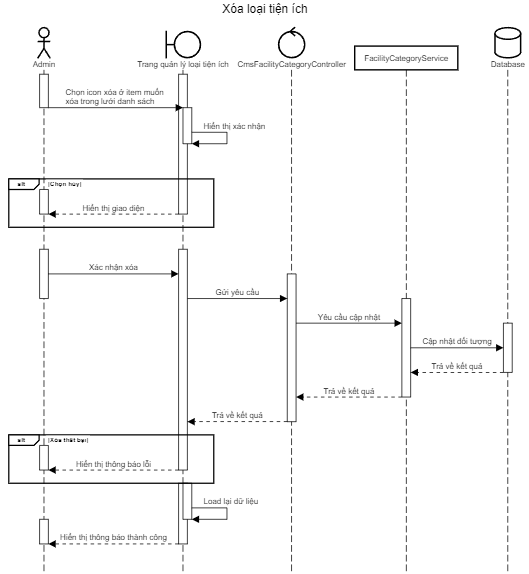 Xóa loại tiện ích
Admin
Trang quản lý loại tiện ích
CmsFacilityCategoryController
FacilityCategoryService
Database
Chọn icon xóa ở item muốn
xóa trong lưới danh sách
Hiển thị xác nhận
alt
[Chọn hủy]
Hiển thị giao diện
Xác nhận xóa
Gửi yêu cầu
Yêu cầu cập nhật
Cập nhật đối tượng
Trả về kết quả
Trả về kết quả
Trả về kết quả
alt
[Xóa thất bại]
Hiển thị thông báo lỗi
Load lại dữ liệu
Hiển thị thông báo thành công